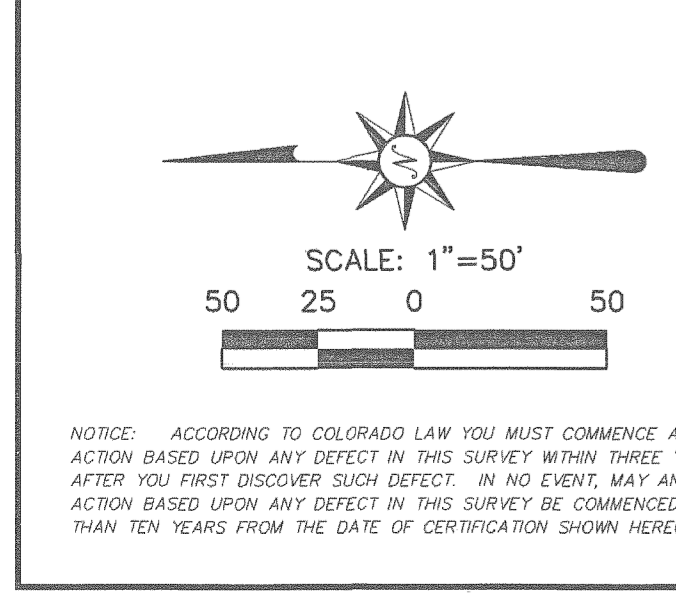 N
SCALE: 1"=50'
50 25 0 50
NOTICE: ACCORDING TO COLORADO LAW YOU MUST COMMENCE A
ACTION BASED UPON ANY DEFECT IN THIS SURVEY WITHIN THREE
AFTER YOU FIRST DISCOVER SUCH DEFECT. IN NO EVENT, MAY AN
ACTION BASED UPON ANY DEFECT IN THIS SURVEY BE COMMENCED
THAN TEN YEARS FROM THE DATE OF CERTIFICATION SHOWN HERE